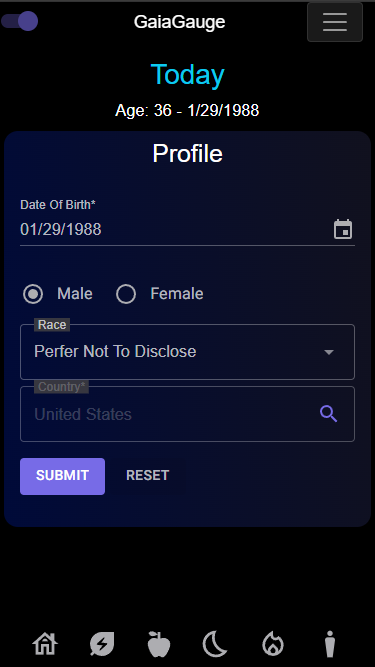 GaiaGauge
Today
Age: 36 - 1/29/1988
Profile
Date Of Birth*
01/29/1988
Male Female
Race
Perfer Not To Disclose
Country*
United States
SUBMIT RESET